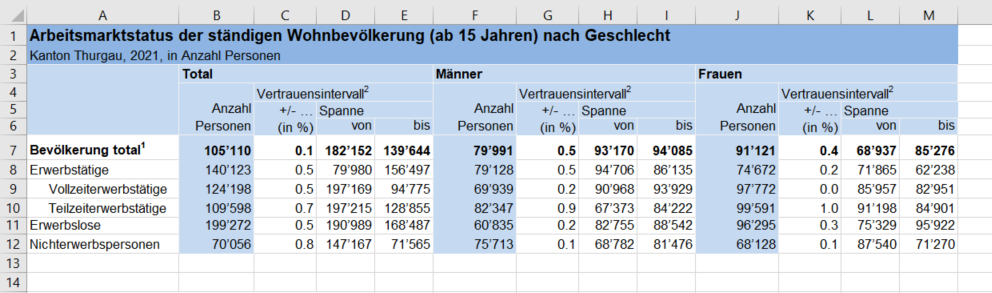 A B C D E F G H I J K L M
1 Arbeitsmarktstatus der ständigen Wohnbevölkerung (ab 15 Jahren) nach Geschlecht
2 Kanton Thurgau, 2021, in Anzahl Personen
3 Total Männer Frauen
4 Vertrauensintervall² Vertrauensintervall² Vertrauensintervall²
5 Anzahl +/- … Spanne Anzahl +/- … Spanne Anzahl +/- … Spanne
6 Personen (in %) von bis Personen (in %) von bis Personen (in %) von bis
7 Bevölkerung total¹ 105'110 0.1 182'152 139'644 79'991 0.5 93'170 94'085 91'121 0.4 68'937 85'276
8 Erwerbstätige 140'123 0.5 79'980 156'497 79'128 0.5 94'706 86'135 74'672 0.2 71'865 62'238
9 Vollzeiterwerbstätige 124'198 0.5 197'169 94'775 69'939 0.2 90'968 93'929 97'772 0.0 85'957 82'951
10 Teilzeiterwerbstätige 109'598 0.7 197'215 128'855 82'347 0.9 67'373 84'222 99'591 1.0 91'198 84'901
11 Erwerbslose 199'272 0.5 190'989 168'487 60'835 0.2 82'755 88'542 96'295 0.3 75'329 95'922
12 Nichterwerbspersonen 70'056 0.8 147'167 71'565 75'713 0.1 68'782 81'476 68'128 0.1 87'540 71'270
13
14